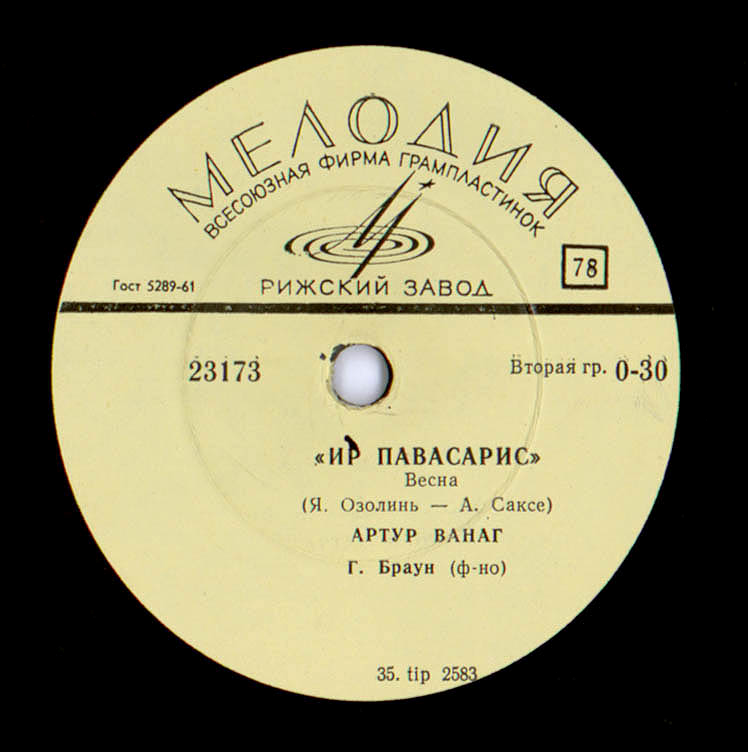 МЕЛОДИЯ
ВСЕСОЮЗНАЯ ФИРМА ГРАМПЛАСТИНОК
78
Гост 5289-61
РИЖСКИЙ ЗАВОД
23173
Вторая гр. 0-30
«ИР ПАВАСАРИС»
Весна
(Я. Озолинь — А. Саксе)
АРТУР ВАНАГ
Г. Браун (ф-но)
35. tip 2583